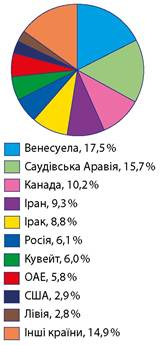 Венесуела, 17,5%
Саудівська Аравія, 15,7%
Канада, 10,2%
Іран, 9,3%
Ірак, 8,8%
Росія, 6,1%
Кувейт, 6,0%
ОАЕ, 5,8%
США, 2,9%
Лівія, 2,8%
Інші країни, 14,9%